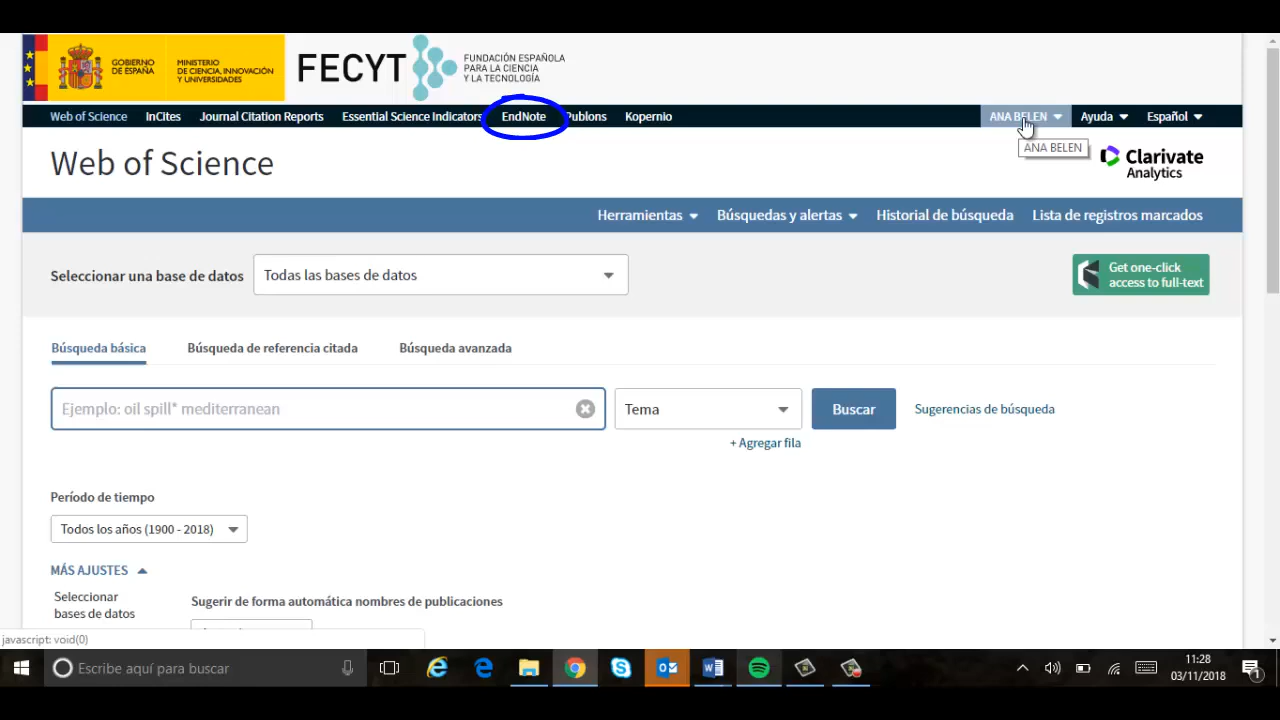 GOBIERNO
DE ESPAÑA
MINISTERIO
DE CIENCIA, INNOVACIÓN
Y UNIVERSIDADES
FECYT
FUNDACIÓN ESPAÑOLA
PARA LA CIENCIA
Y LA TECNOLOGÍA
Web of Science InCites Journal Citation Reports Essential Science Indicators EndNote Publons Kopernio ANA BELEN Ayuda Español
ANA BELEN
Web of Science
Clarivate
Analytics
Herramientas Búsquedas y alertas Historial de búsqueda Lista de registros marcados
Seleccionar una base de datos Todas las bases de datos
Get one-click
access to full-text
Búsqueda básica Búsqueda de referencia citada Búsqueda avanzada
Ejemplo: oil spill* mediterranean Tema Buscar Sugerencias de búsqueda
+ Agregar fila
Período de tiempo
Todos los años (1900 - 2018)
MÁS AJUSTES
Seleccionar
bases de datos
Sugerir de forma automática nombres de publicaciones
javascript: void(0)
Escribe aquí para buscar
11:28
03/11/2018
1